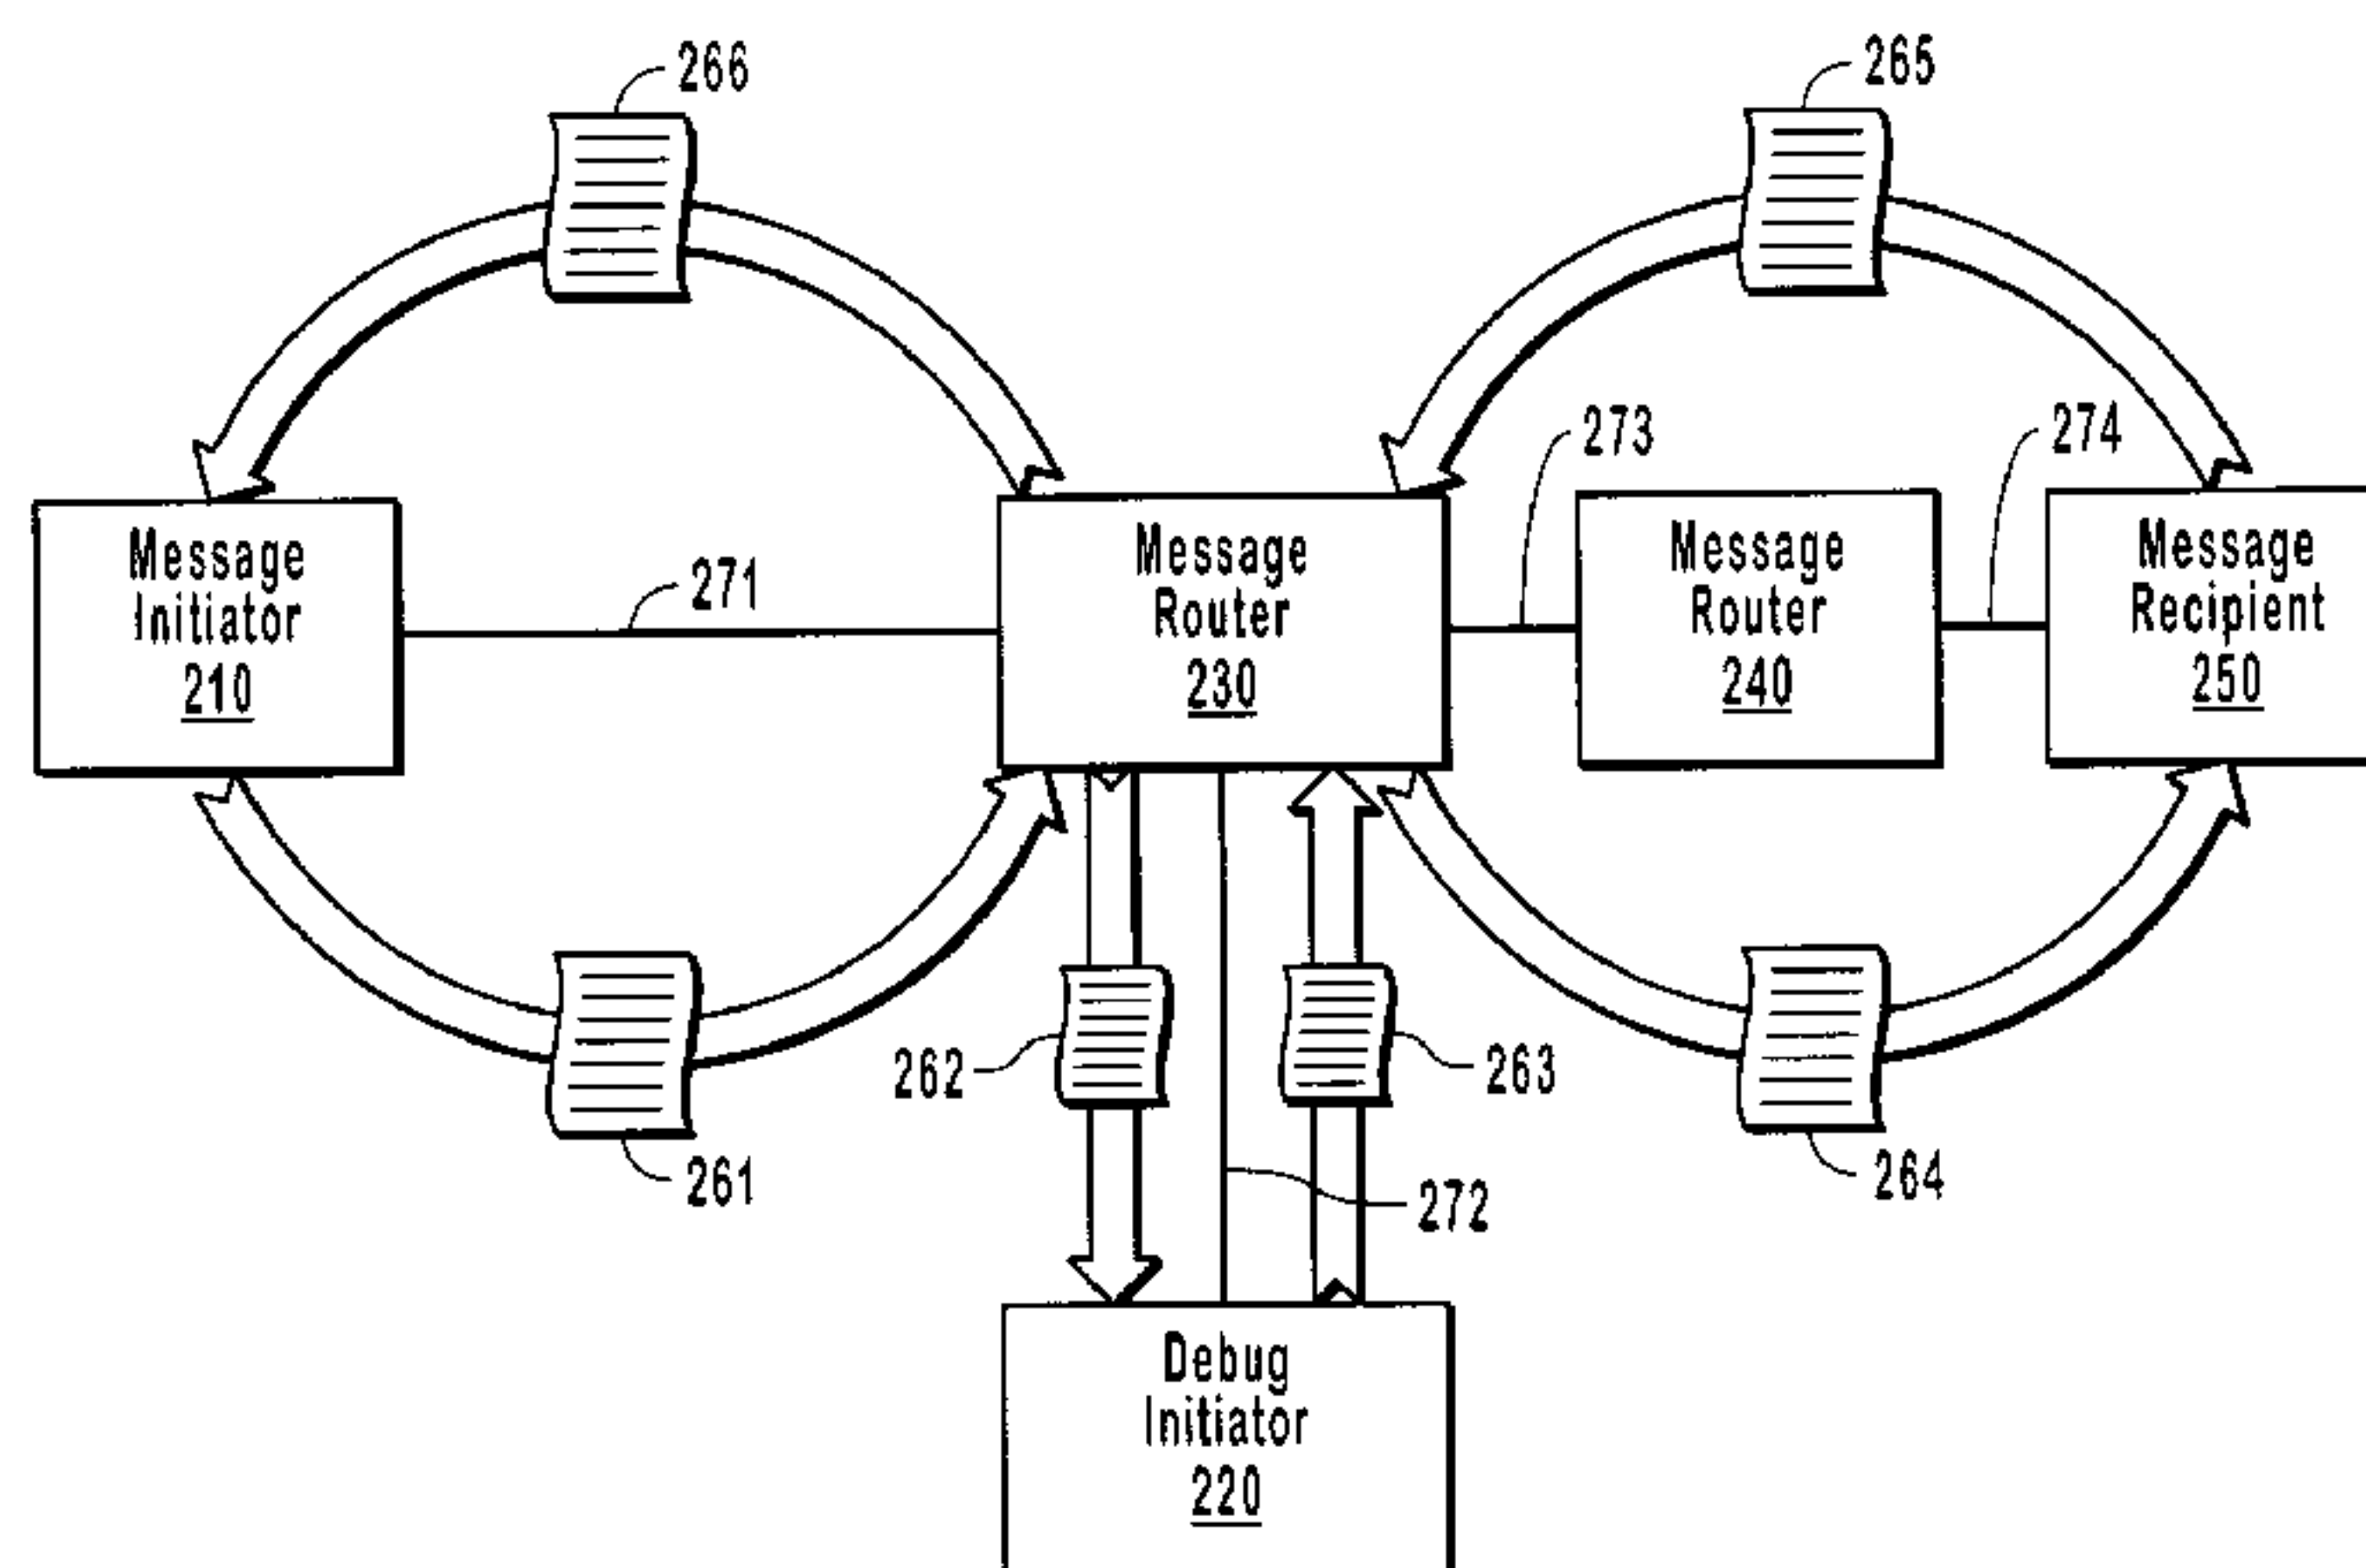 266
265
273
274
Message
Initiator
210
271
Message
Router
230
Message
Router
240
Message
Recipient
250
262
263
261
264
272
Debug
Initiator
220